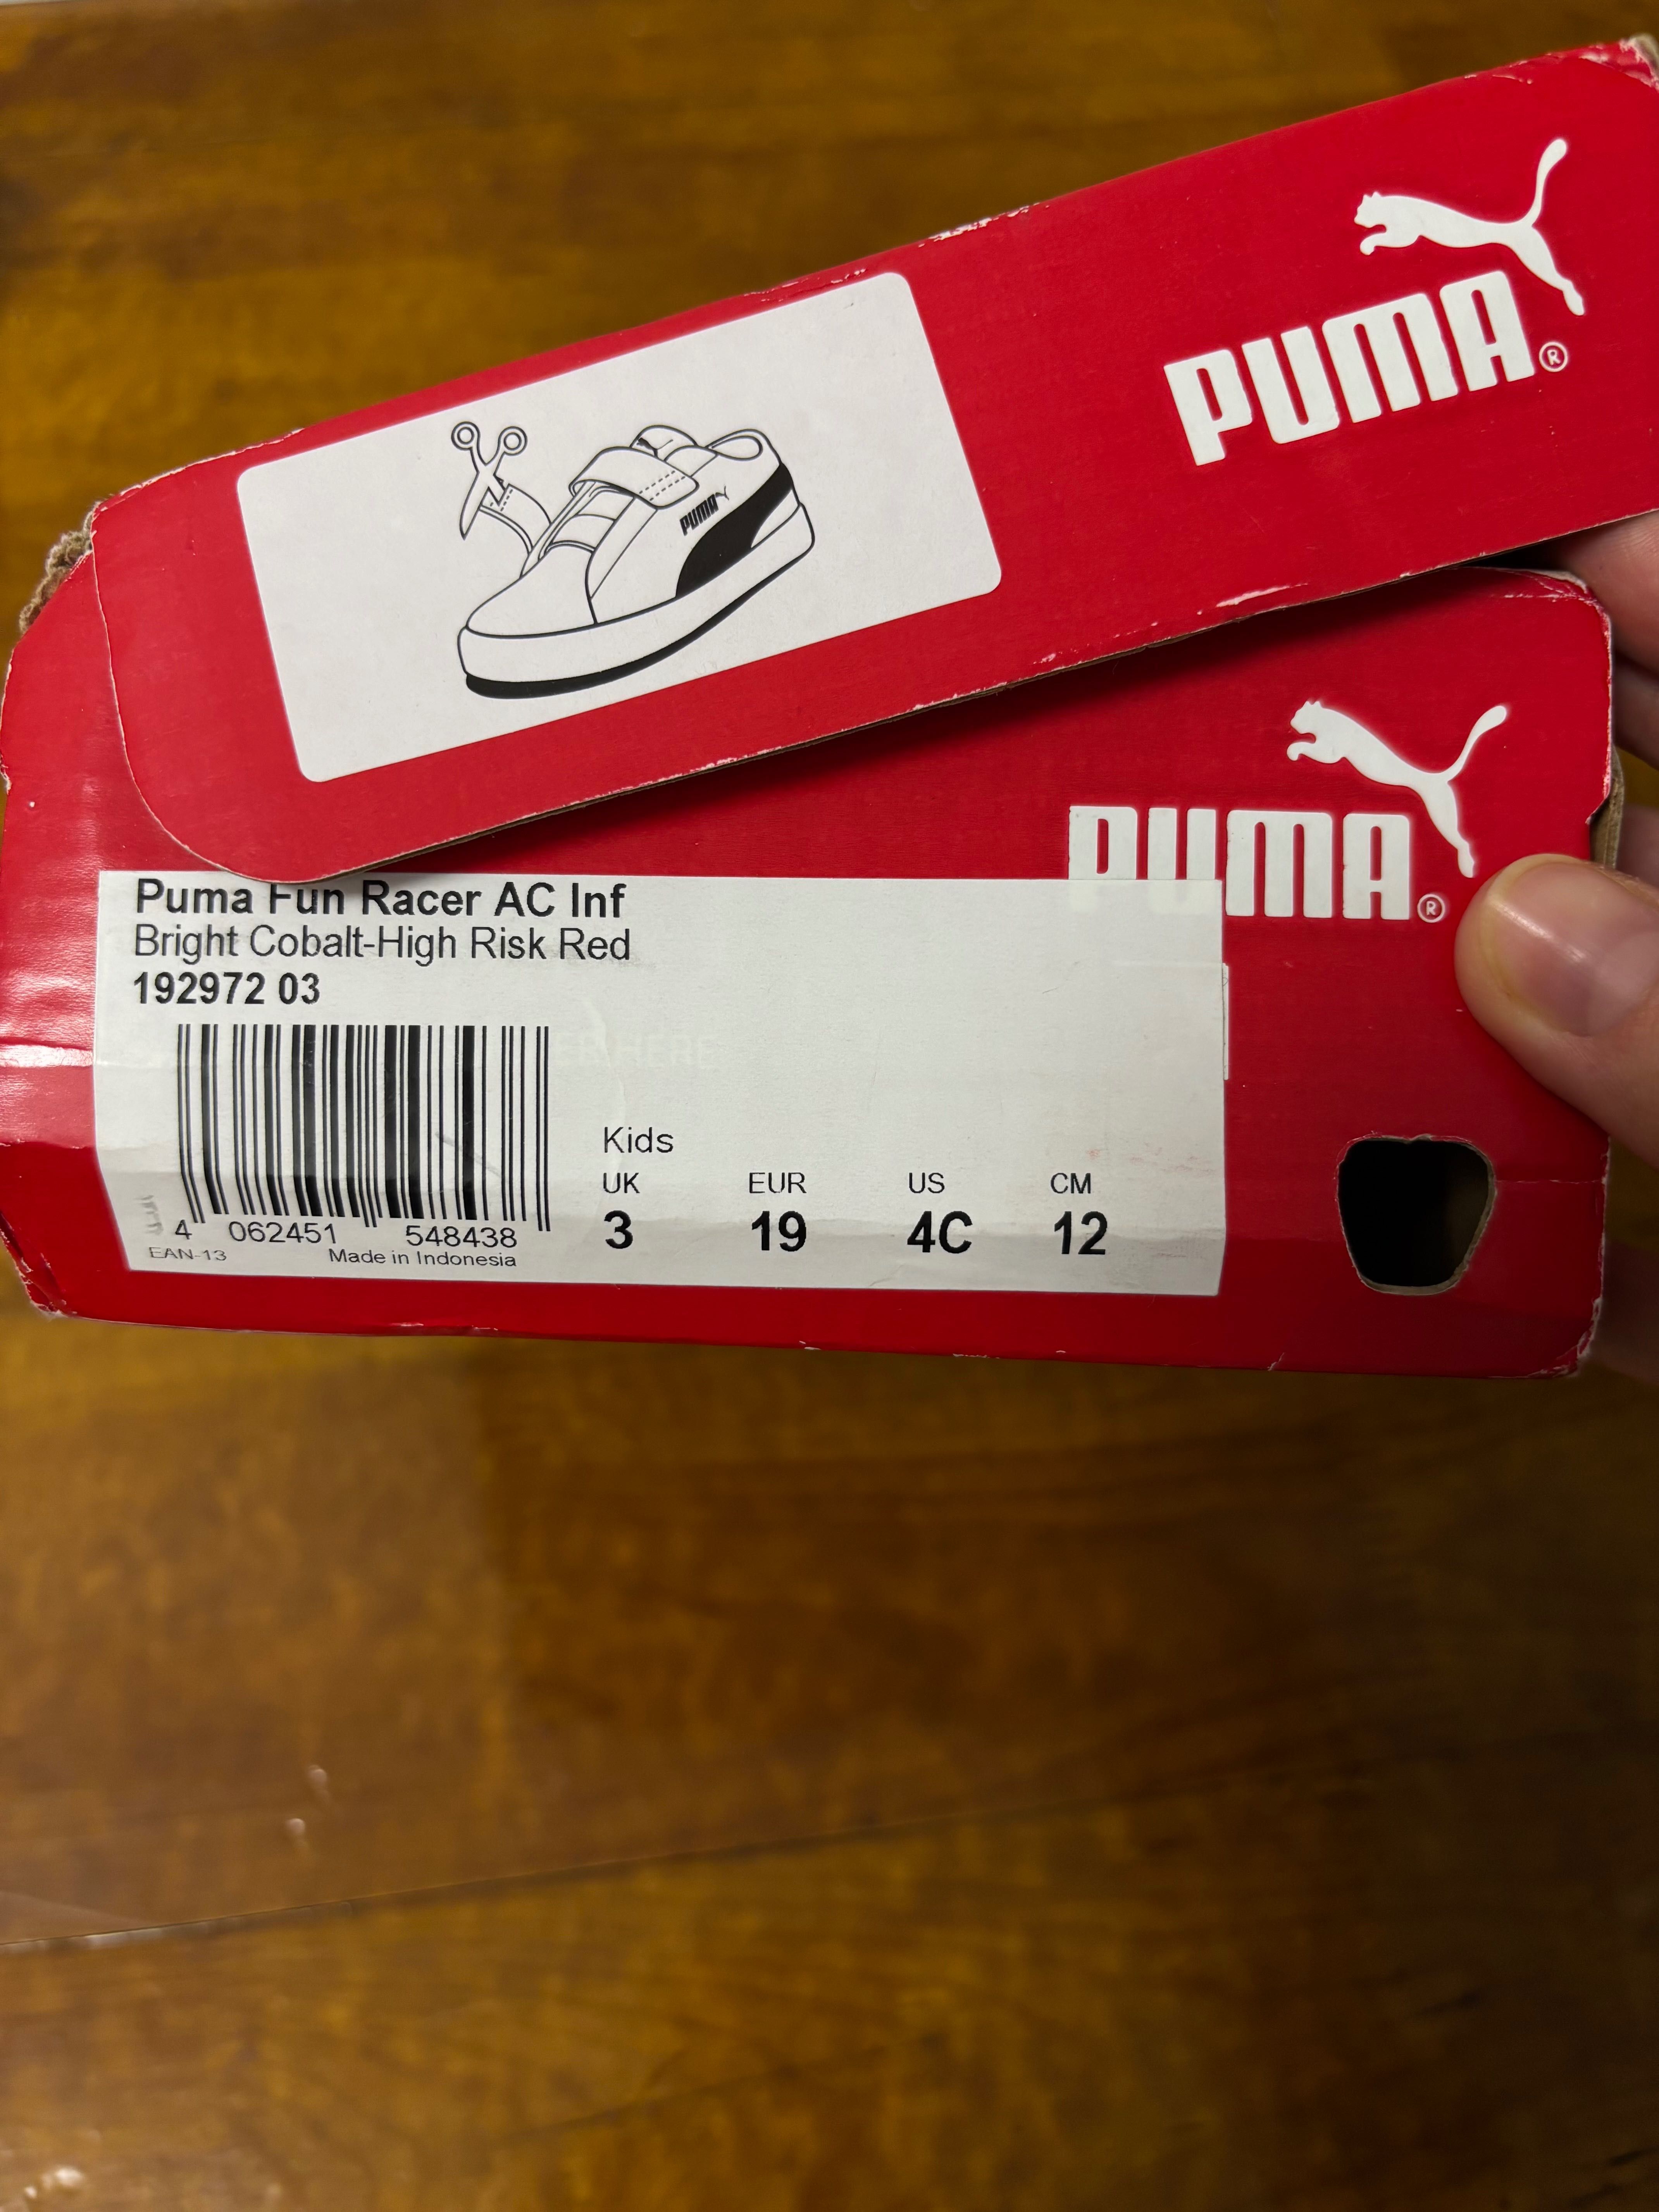 PUMA®
PUMA
PUMA®
Puma Fun Racer AC Inf
Bright Cobalt-High Risk Red
192972 03
HERE
Kids
UK EUR US CM
3 19 4C 12
4 062451 548438
EAN-13 Made in Indonesia